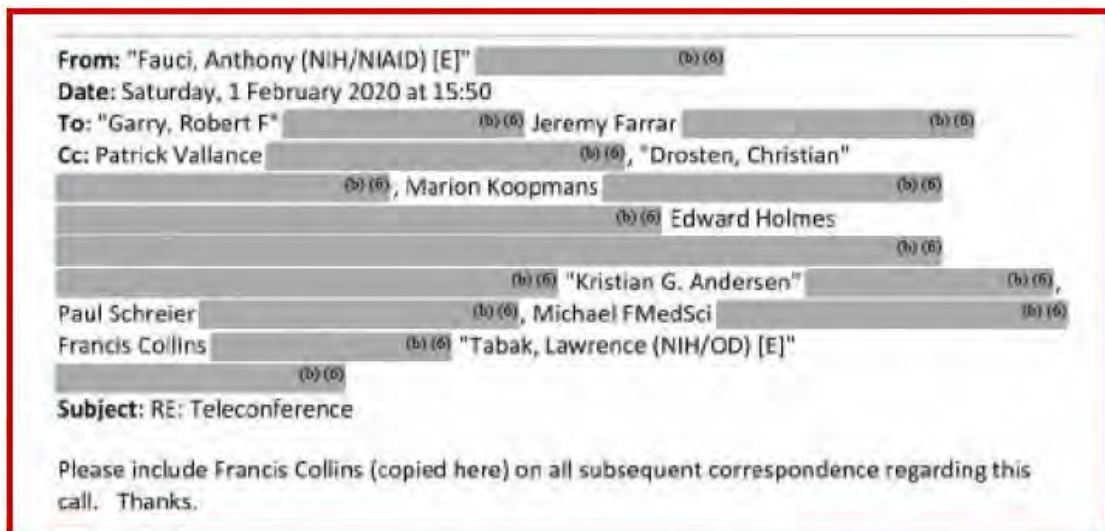 From: "Fauci, Anthony (NIH/NIAID) [E]" (b) (6)
Date: Saturday, 1 February 2020 at 15:50
To: "Garry, Robert F" (b) (6) Jeremy Farrar (b) (6)
Cc: Patrick Vallance (b) (6), "Drosten, Christian"
(b) (6), Marion Koopmans (b) (6)
(b) (6) Edward Holmes
(b) (6)
(b) (6) "Kristian G. Andersen" (b) (6),
Paul Schreier (b) (6), Michael FMedSci (b) (6)
Francis Collins (b) (6) "Tabak, Lawrence (NIH/OD) [E]"
(b) (6)
Subject: RE: Teleconference
Please include Francis Collins (copied here) on all subsequent correspondence regarding this
call. Thanks.